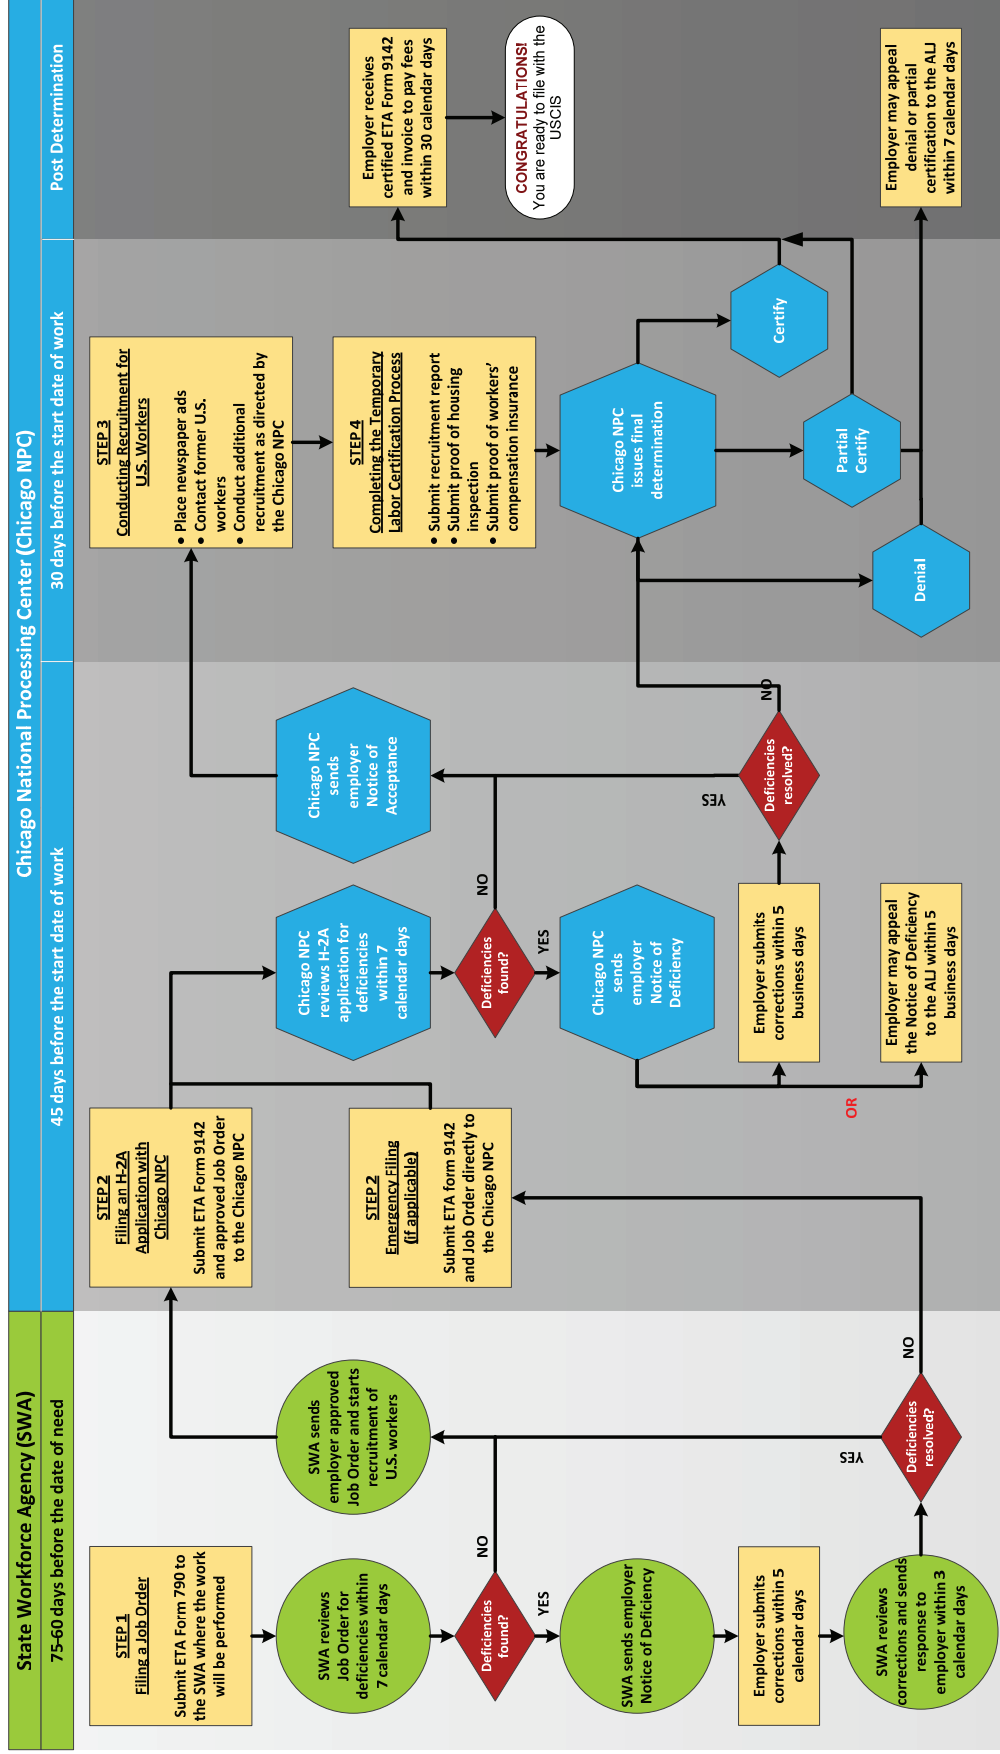 State Workforce Agency (SWA)
Chicago National Processing Center (Chicago NPC)
75-60 days before the date of need
45 days before the start date of work
30 days before the start date of work
Post Determination
STEP 1
Filing a Job Order
Submit ETA Form 790 to
the SWA where the work
will be performed
SWA reviews
Job Order for
deficiencies within
7 calendar days
Deficiencies
found?
NO
YES
SWA sends employer
Notice of Deficiency
Employer submits
corrections within 5
calendar days
SWA reviews
corrections and sends
response to
employer within 3
calendar days
Deficiencies
resolved?
YES
NO
SWA sends
employer approved
Job Order and starts
recruitment of
U.S. workers
STEP 2
Filing an H-2A
Application with
Chicago NPC
Submit ETA Form 9142
and approved Job Order
to the Chicago NPC
STEP 2
Emergency Filing
(if applicable)
Submit ETA form 9142
and Job Order directly to
the Chicago NPC
Chicago NPC
reviews H-2A
application for
deficiencies
within 7
calendar days
Deficiencies
found?
NO
YES
Chicago NPC
sends
employer
Notice of
Deficiency
OR
Employer submits
corrections within 5
business days
Employer may appeal
the Notice of Deficiency
to the ALJ within 5
business days
Deficiencies
resolved?
YES
NO
Chicago NPC
sends
employer
Notice of
Acceptance
STEP 3
Conducting Recruitment for
U.S. Workers
• Place newspaper ads
• Contact former U.S.
workers
• Conduct additional
recruitment as directed by
the Chicago NPC
STEP 4
Completing the Temporary
Labor Certification Process
• Submit recruitment report
• Submit proof of housing
inspection
• Submit proof of workers’
compensation insurance
Chicago NPC
issues final
determination
Certify
Partial
Certify
Denial
Employer receives
certified ETA Form 9142
and invoice to pay fees
within 30 calendar days
CONGRATULATIONS!
You are ready to file with the
USCIS
Employer may appeal
denial or partial
certification to the ALJ
within 7 calendar days